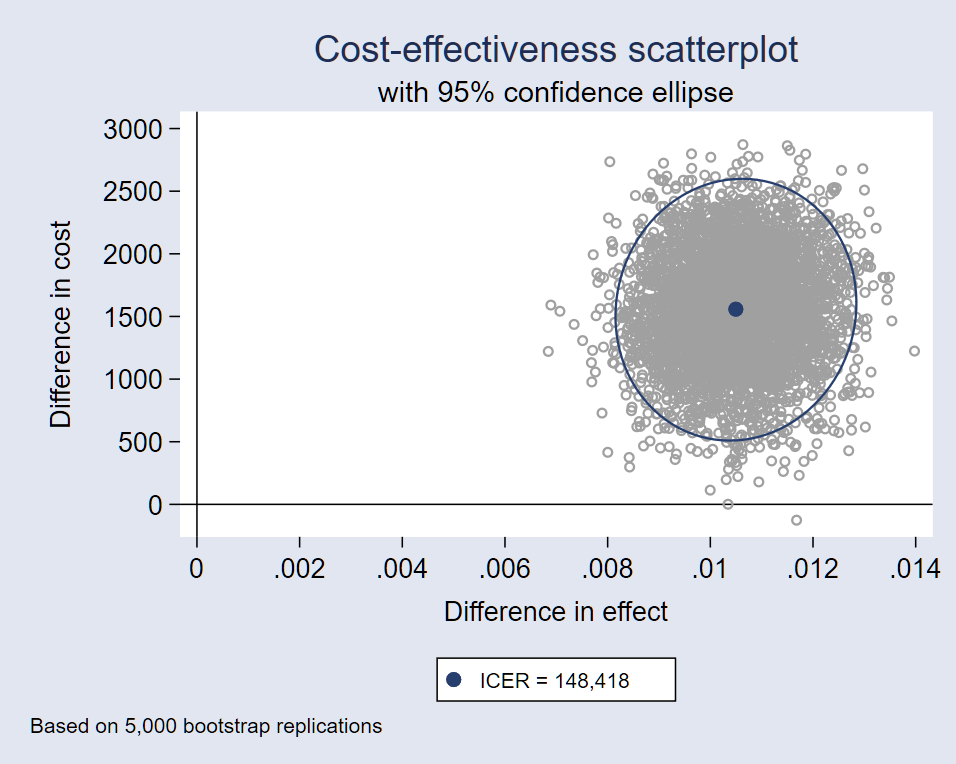 Cost-effectiveness scatterplot
with 95% confidence ellipse
Difference in cost
3000
2500
2000
1500
1000
500
0
0 .002 .004 .006 .008 .01 .012 .014
Difference in effect
ICER = 148,418
Based on 5,000 bootstrap replications